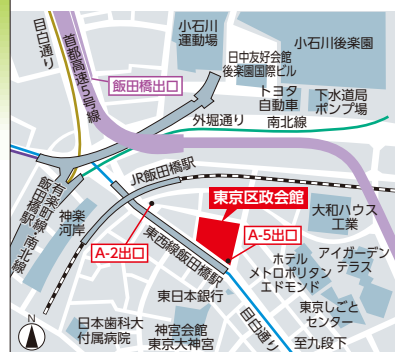 目白通り
首都高速5号線
小石川
運動場
日中友好会館
後楽園国際ビル
小石川後楽園
飯田橋出口
トヨタ
自動車
下水道局
ポンプ場
外堀通り
南北線
JR飯田橋駅
有楽町線・南北線
飯田橋駅
神楽
河岸
東京区政会館
大和ハウス
工業
A-2出口
A-5出口
東西線飯田橋駅
ホテル
メトロポリタン
エドモンド
アイガーデン
テラス
東日本銀行
目白通り
東京しごと
センター
日本歯科大
付属病院
神宮会館
東京大神宮
至九段下
N